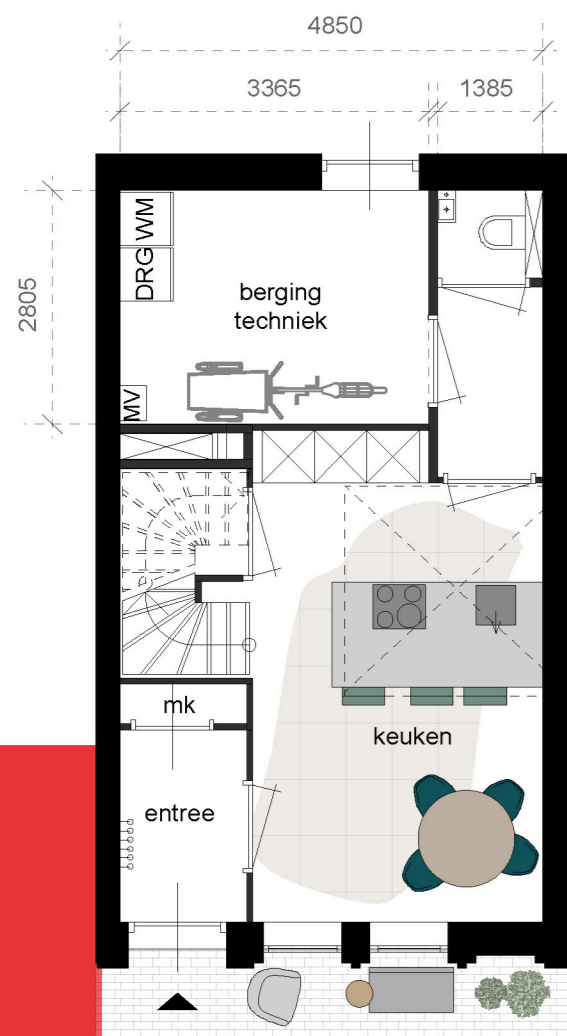 4850
3365
1385
2805
WM
DRG
berging
techniek
MV
mk
keuken
entree